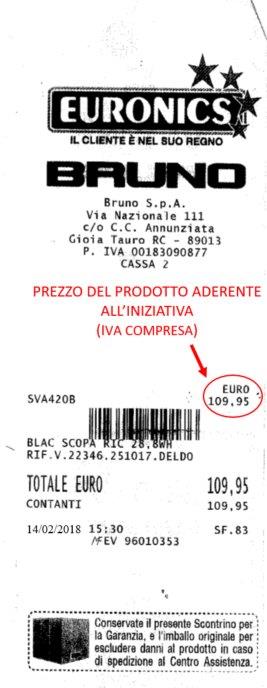 EURONICS
IL CLIENTE È NEL SUO REGNO
BRUNO
Bruno S.p.A.
Via Nazionale 111
c/o C.C. Annunziata
Gioia Tauro RC - 89013
P. IVA 00183090877
CASSA 2
PREZZO DEL PRODOTTO ADERENTE
ALL'INIZIATIVA
(IVA COMPRESA)
EURO
SVA420B 109,95
BLAC SCOPA RIC 28,8WH
RIF.V.22346.251017.DELDO
TOTALE EURO 109,95
CONTANTI 109,95
14/02/2018 15:30 SF.83
MFEV 96010353
Conservate il presente Scontrino per
la Garanzia, e l'imballo originale per
escludere danni al prodotto in caso
di spedizione al Centro Assistenza.